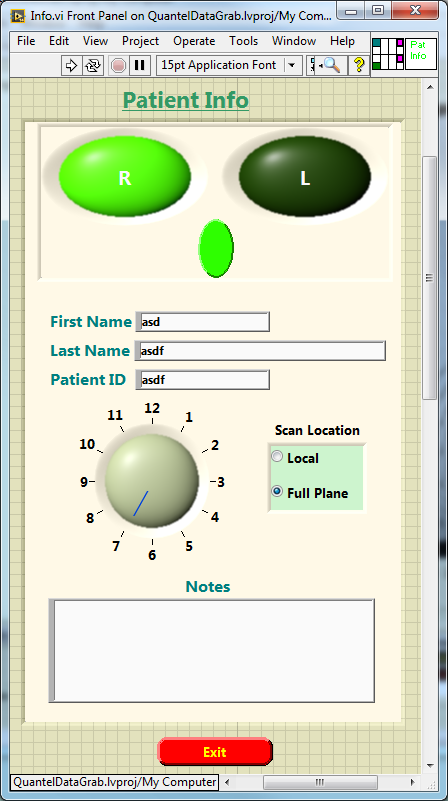 Info.vi Front Panel on QuantelDataGrab.lvproj/My Com...
File Edit View Project Operate Tools Window Help
15pt Application Font
Pat
Info
Patient Info
R L
First Name asd
Last Name asdf
Patient ID asdf
12
11 1
10 2
9 3
8 4
7 5
6
Scan Location
Local
Full Plane
Notes
Exit
QuantelDataGrab.lvproj/My Computer